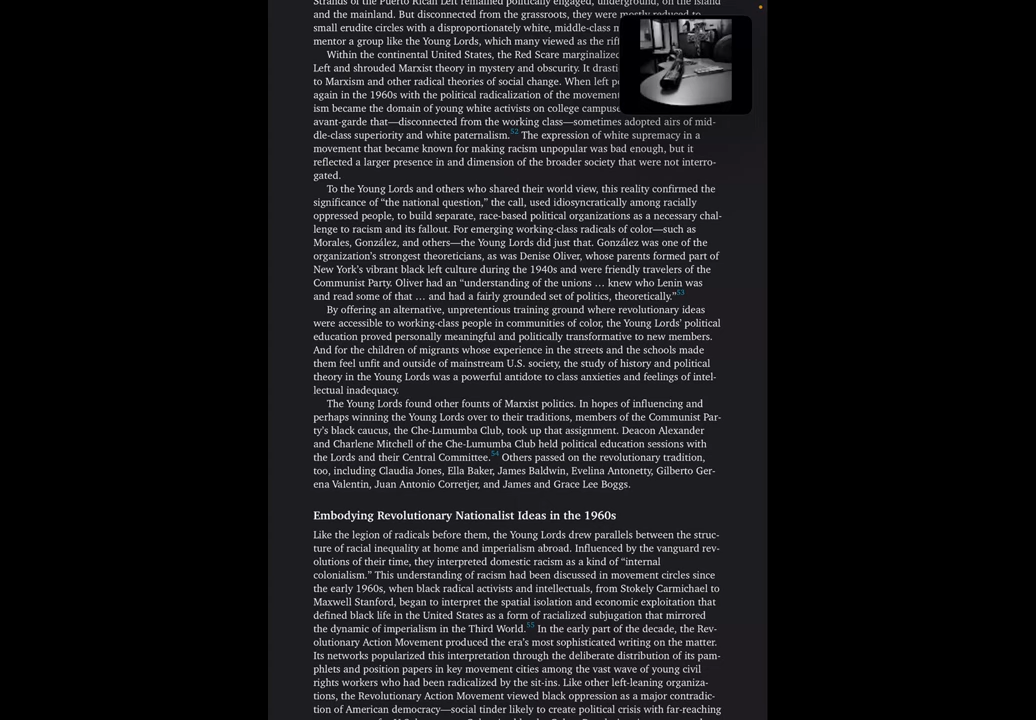 Strands of the Puerto Rican Left remained politically engaged, underground, on the island
and the mainland. But disconnected from the grassroots, they were mostly reduced to
small erudite circles with a disproportionately white, middle-class
mentor a group like the Young Lords, which many viewed as the
Within the continental United States, the Red Scare marginalized
Left and shrouded Marxist theory in mystery and obscurity. It
to Marxism and other radical theories of social change. When left
again in the 1960s with the political radicalization of the
ism became the domain of young white activists on college
avant-garde that—disconnected from the working class—sometimes adopted airs of mid-
dle-class superiority and white paternalism.52 The expression of white supremacy in a
movement that became known for making racism unpopular was bad enough, but it
reflected a larger presence in and dimension of the broader society that were not interro-
gated.
To the Young Lords and others who shared their world view, this reality confirmed the
significance of “the national question,” the call, used idiosyncratically among racially
oppressed people, to build separate, race-based political organizations as a necessary chal-
lenge to racism and its fallout. For emerging working-class radicals of color—such as
Morales, González, and others—the Young Lords did just that. González was one of the
organization’s strongest theoreticians, as was Denise Oliver, whose parents formed part of
New York’s vibrant black left culture during the 1940s and were friendly travelers of the
Communist Party. Oliver had an “understanding of the unions … knew who Lenin was
and read some of that … and had a fairly grounded set of politics, theoretically.”53
By offering an alternative, unpretentious training ground where revolutionary ideas
were accessible to working-class people in communities of color, the Young Lords’ political
education proved personally meaningful and politically transformative to new members.
And for the children of migrants whose experience in the streets and the schools made
them feel unfit and outside of mainstream U.S. society, the study of history and political
theory in the Young Lords was a powerful antidote to class anxieties and feelings of intel-
lectual inadequacy.
The Young Lords found other founts of Marxist politics. In hopes of influencing and
perhaps winning the Young Lords over to their traditions, members of the Communist Par-
ty’s black caucus, the Che-Lumumba Club, took up that assignment. Deacon Alexander
and Charlene Mitchell of the Che-Lumumba Club held political education sessions with
the Lords and their Central Committee.54 Others passed on the revolutionary tradition,
too, including Claudia Jones, Ella Baker, James Baldwin, Evelina Antonetty, Gilberto Ger-
ena Valentin, Juan Antonio Corretjer, and James and Grace Lee Boggs.
Embodying Revolutionary Nationalist Ideas in the 1960s
Like the legion of radicals before them, the Young Lords drew parallels between the struc-
ture of racial inequality at home and imperialism abroad. Influenced by the vanguard rev-
olutions of their time, they interpreted domestic racism as a kind of “internal
colonialism.” This understanding of racism had been discussed in movement circles since
the early 1960s, when black radical activists and intellectuals, from Stokely Carmichael to
Maxwell Stanford, began to interpret the spatial isolation and economic exploitation that
defined black life in the United States as a form of racialized subjugation that mirrored
the dynamic of imperialism in the Third World.55 In the early part of the decade, the Rev-
olutionary Action Movement produced the era’s most sophisticated writing on the matter.
Its networks popularized this interpretation through the deliberate distribution of its pam-
phlets and position papers in key movement cities among the vast wave of young civil
rights workers who had been radicalized by the sit-ins. Like other left-leaning organiza-
tions, the Revolutionary Action Movement viewed black oppression as a major contradic-
tion of American democracy—social tinder likely to create political crisis with far-reaching